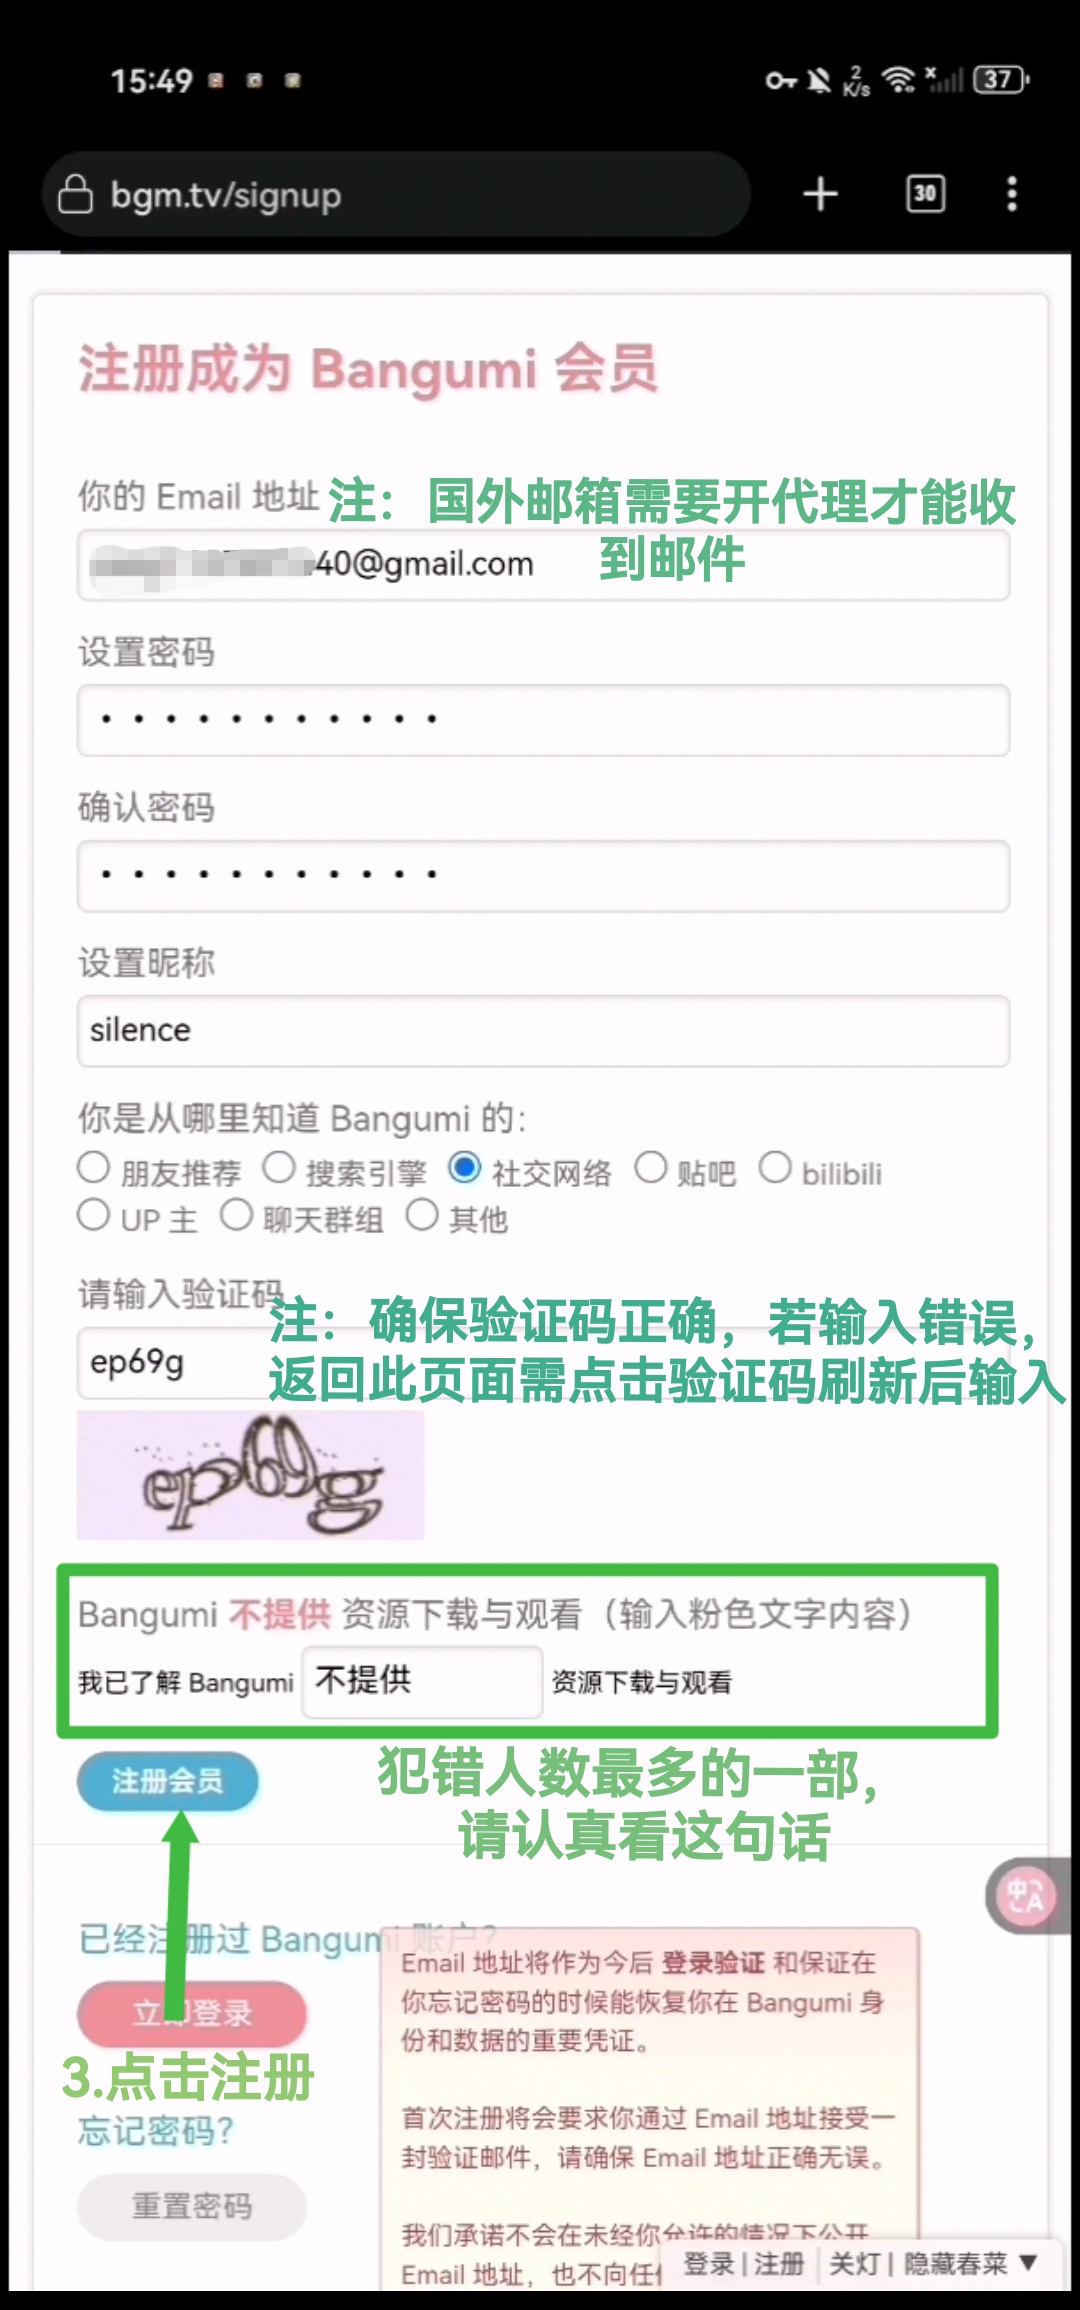 15:49
2 K/s
37
bgm.tv/signup
30
注册成为 Bangumi 会员
你的 Email 地址
注：国外邮箱需要开代理才能收
到邮件
40@gmail.com
设置密码
确认密码
设置昵称
silence
你是从哪里知道 Bangumi 的:
朋友推荐 搜索引擎 社交网络 贴吧 bilibili
UP 主 聊天群组 其他
请输入验证码
注：确保验证码正确，若输入错误，
返回此页面需点击验证码刷新后输入
ep69g
ep69g
Bangumi 不提供 资源下载与观看（输入粉色文字内容）
我已了解 Bangumi 不提供 资源下载与观看
注册会员
犯错人数最多的一部，
请认真看这句话
已经注册过 Bangumi 账户?
立即登录
3.点击注册
忘记密码?
重置密码
Email 地址将作为今后 登录验证 和保证在
你忘记密码的时候能恢复你在 Bangumi 身
份和数据的重要凭证。
首次注册将会要求你通过 Email 地址接受一
封验证邮件，请确保 Email 地址正确无误。
我们承诺不会在未经你允许的情况下公开
Email 地址，也不向任
登录 | 注册 关灯 | 隐藏春菜 ▼
中A